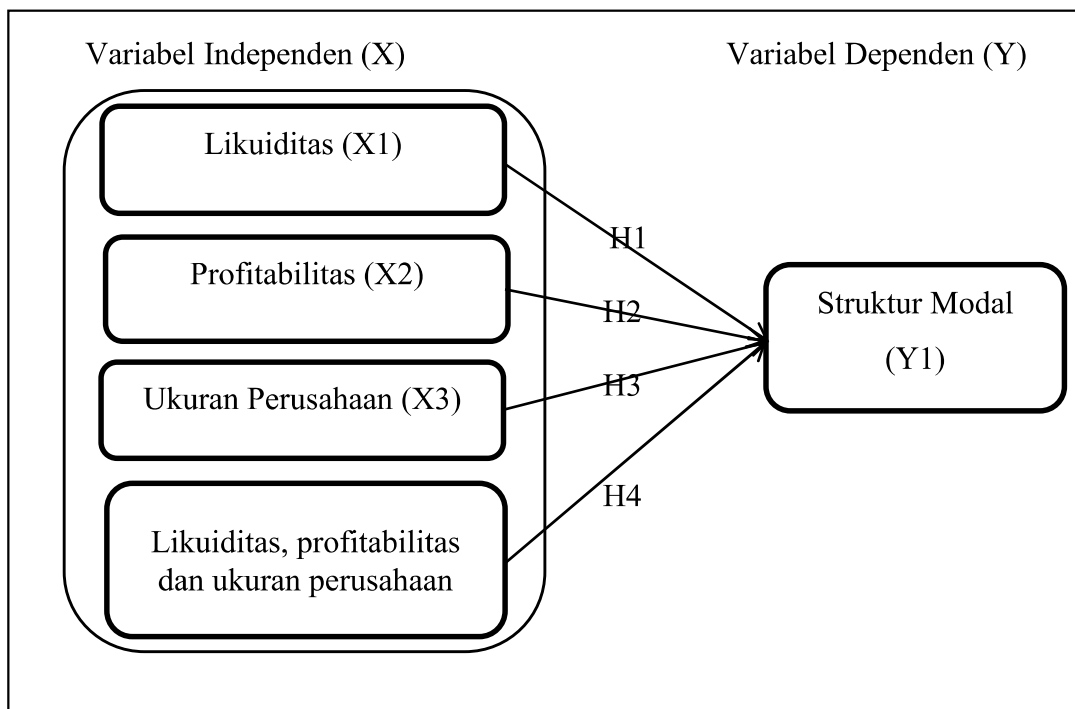 Variabel Independen (X)
Variabel Dependen (Y)
Likuiditas (X1)
Profitabilitas (X2)
Ukuran Perusahaan (X3)
Likuiditas, profitabilitas
dan ukuran perusahaan
H1
H2
H3
H4
Struktur Modal
(Y1)